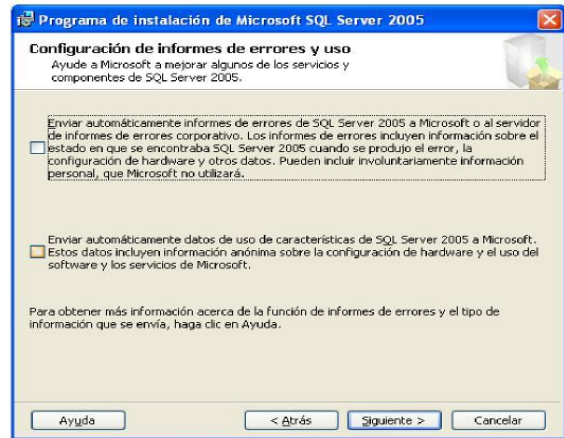 Programa de instalación de Microsoft SQL Server 2005
Configuración de informes de errores y uso
Ayude a Microsoft a mejorar algunos de los servicios y
componentes de SQL Server 2005.
Enviar automáticamente informes de errores de SQL Server 2005 a Microsoft o al servidor
de informes de errores corporativo. Los informes de errores incluyen información sobre el
estado en que se encontraba SQL Server 2005 cuando se produjo el error, la
configuración de hardware y otros datos. Pueden incluir involuntariamente información
personal, que Microsoft no utilizará.
Enviar automáticamente datos de uso de características de SQL Server 2005 a Microsoft.
Estos datos incluyen información anónima sobre la configuración de hardware y el uso del
software y los servicios de Microsoft.
Para obtener más información acerca de la función de informes de errores y el tipo de
información que se envía, haga clic en Ayuda.
Ayuda
< Atrás
Siguiente >
Cancelar